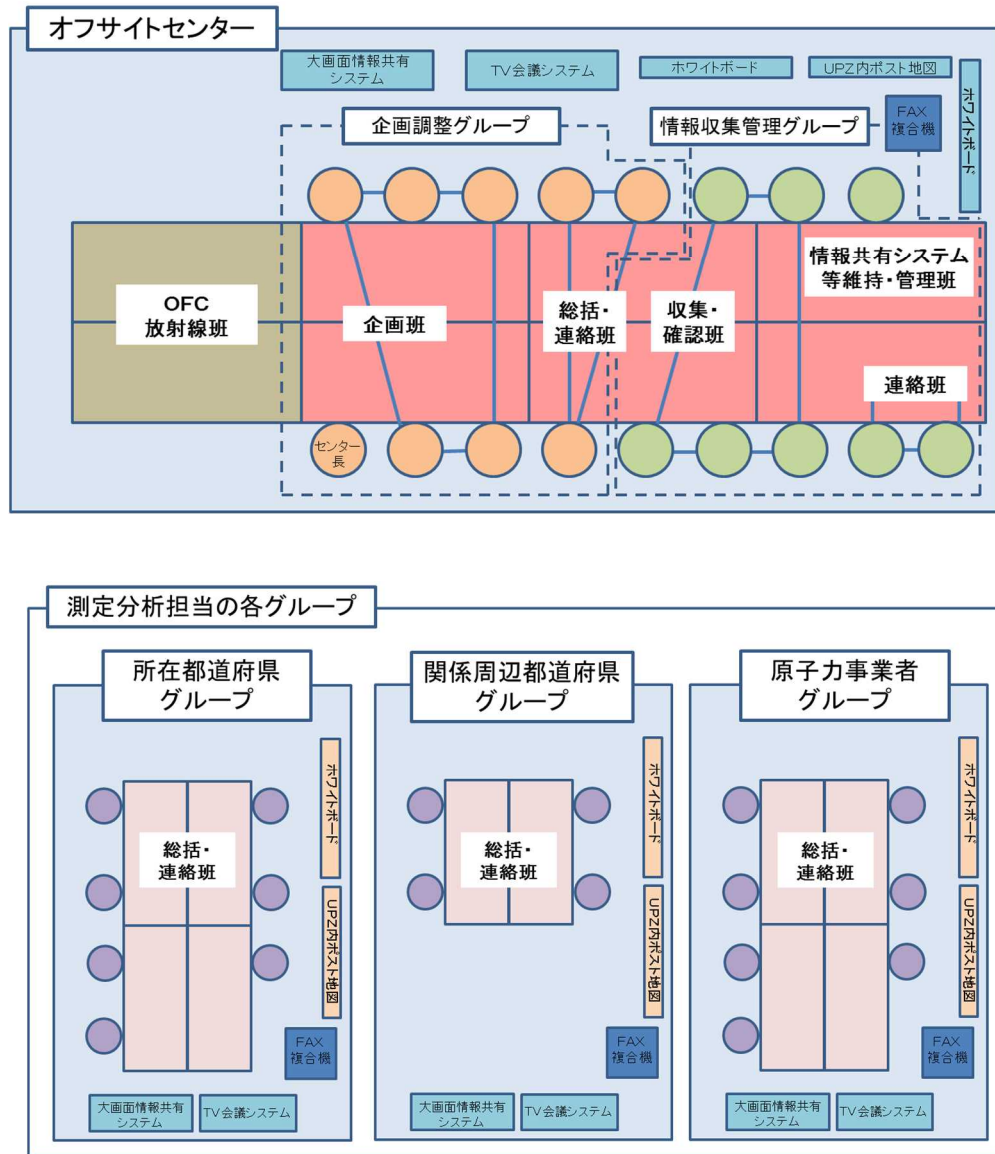 オフサイトセンター
大画面情報共有
システム
TV会議システム
ホワイトボード
UPZ内ポスト地図
ホワイトボード
企画調整グループ
情報収集管理グループ
FAX
複合機
OFC
放射線班
企画班
総括・
連絡班
収集・
確認班
情報共有システム
等維持・管理班
連絡班
センター
長
測定分析担当の各グループ
所在都道府県
グループ
ホワイトボード
総括・
連絡班
UPZ内ポスト地図
FAX
複合機
大画面情報共有
システム
TV会議システム
関係周辺都道府県
グループ
ホワイトボード
総括・
連絡班
UPZ内ポスト地図
FAX
複合機
大画面情報共有
システム
TV会議システム
原子力事業者
グループ
ホワイトボード
総括・
連絡班
UPZ内ポスト地図
FAX
複合機
大画面情報共有
システム
TV会議システム